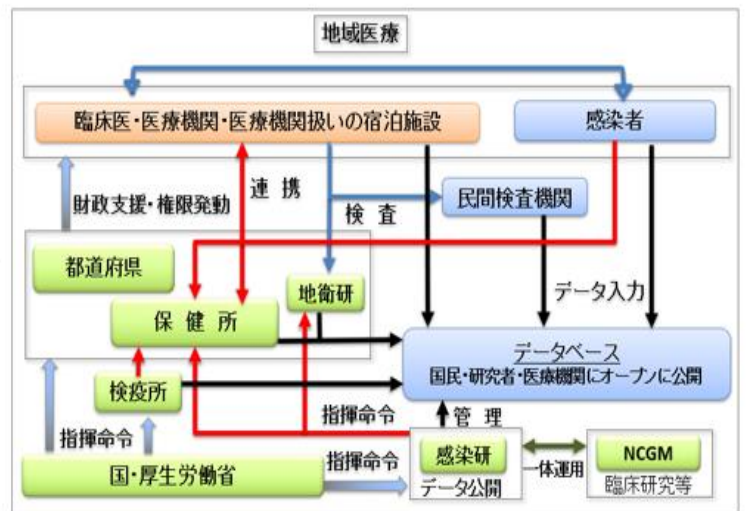 地域医療
臨床医・医療機関・医療機関扱いの宿泊施設
感染者
財政支援・権限発動
連携
検査
民間検査機関
都道府県
地衛研
データ入力
保健所
データベース
国民・研究者・医療機関にオープンに公開
検疫所
指揮命令
管理
指揮命令
国・厚生労働省
指揮命令
感染研
データ公開
一体運用
NCGM
臨床研究等